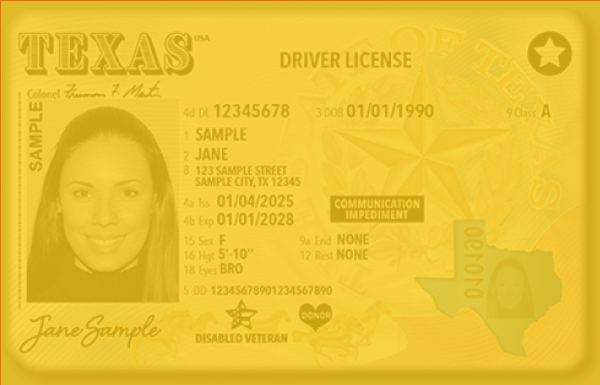 TEXAS USA
DRIVER LICENSE
Colonel
SAMPLE
4d DL 12345678 3 DOB 01/01/1990 9 Class A
1 SAMPLE
2 JANE
8 123 SAMPLE STREET
SAMPLE CITY, TX 12345
4a Iss 01/04/2025
4b Exp 01/01/2028
COMMUNICATION
IMPEDIMENT
15 Sex F 9a End NONE
16 Hgt 5'-10" 12 Rest NONE
18 Eyes BRO
5 DD 12345678901234567890
010190
Jane Sample
DONOR
DISABLED VETERAN